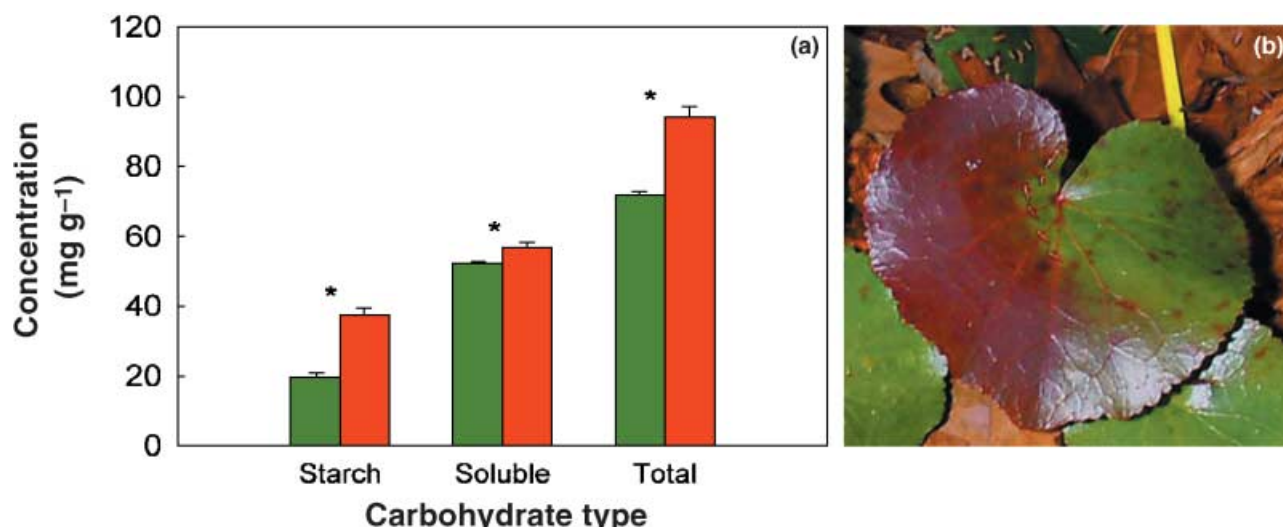 120
100
80
60
40
20
0
Concentration
(mg g⁻¹)
(a)
*
*
*
Starch Soluble Total
Carbohydrate type
(b)